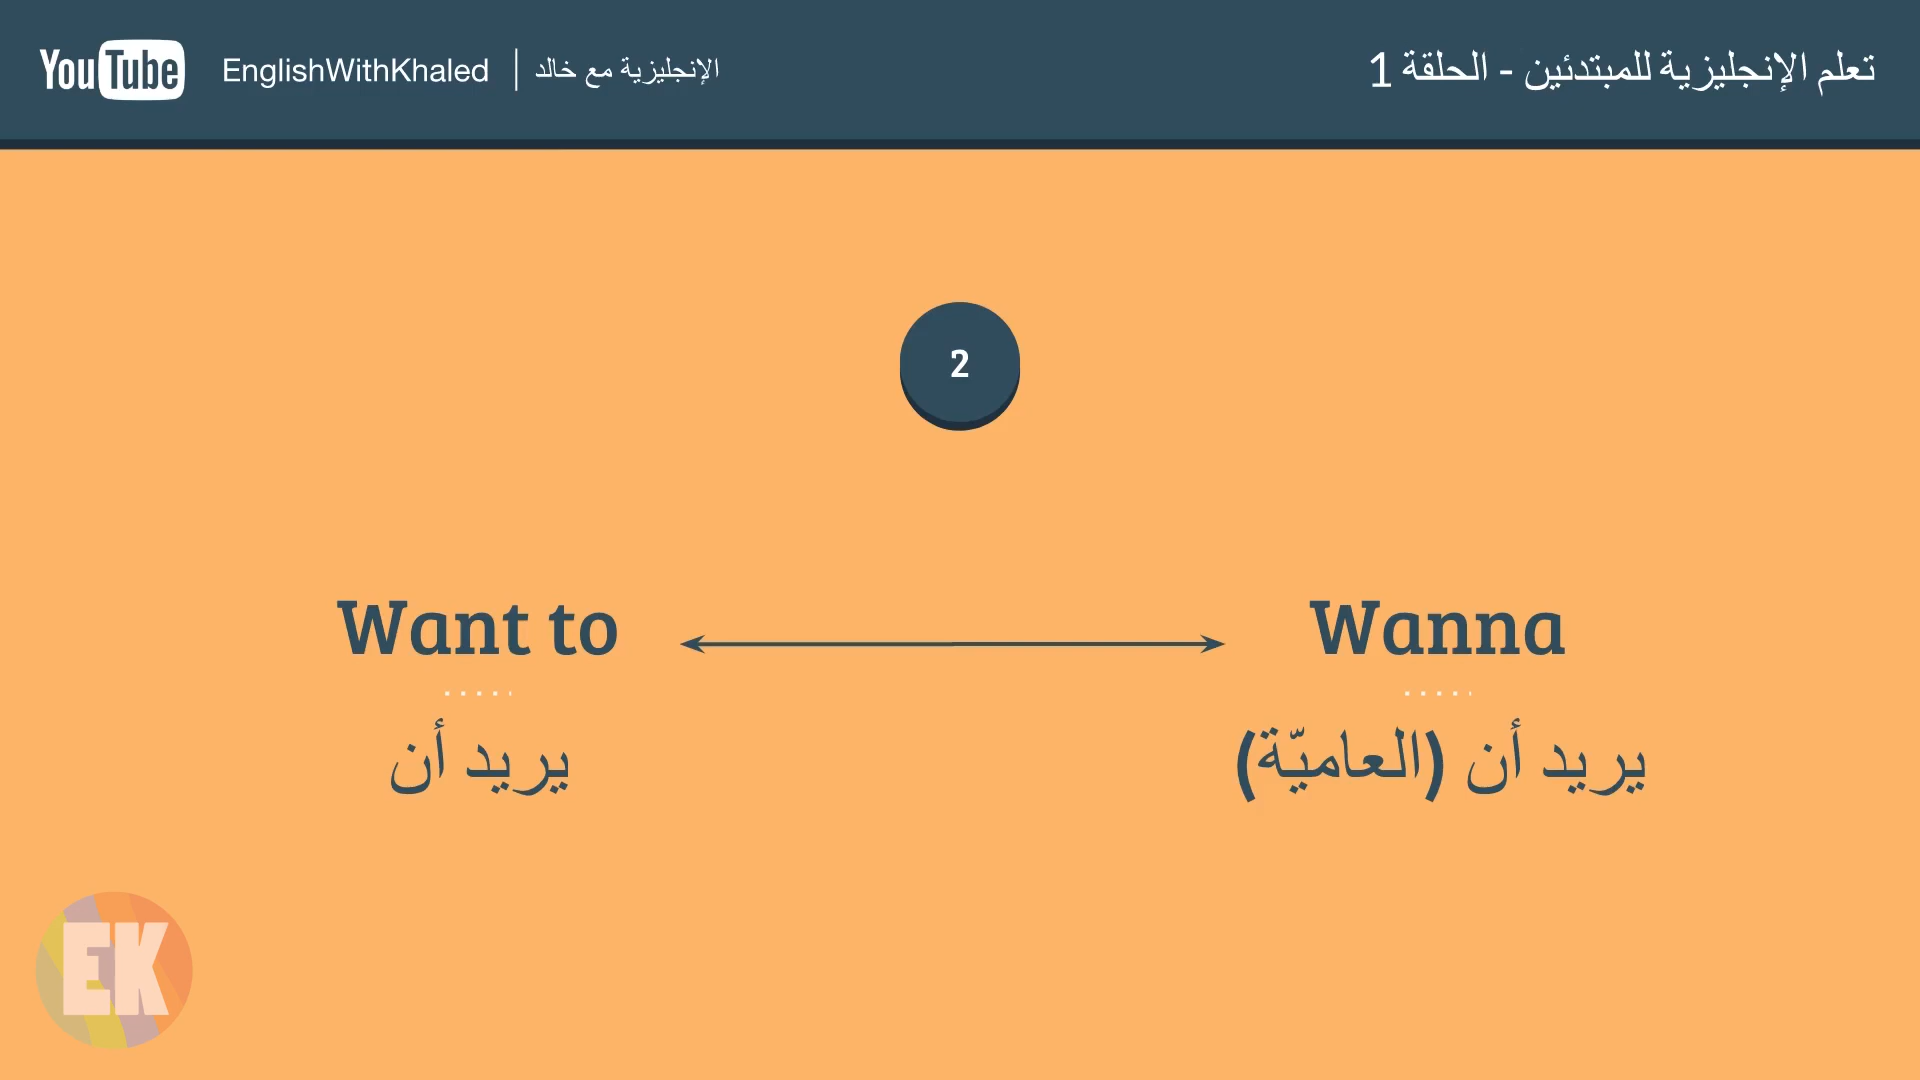 YouTube EnglishWithKhaled | الإنجليزية مع خالد
تعلم الإنجليزية للمبتدئين - الحلقة 1
2
Want to
يريد أن
Wanna
يريد أن (العاميّة)
EK